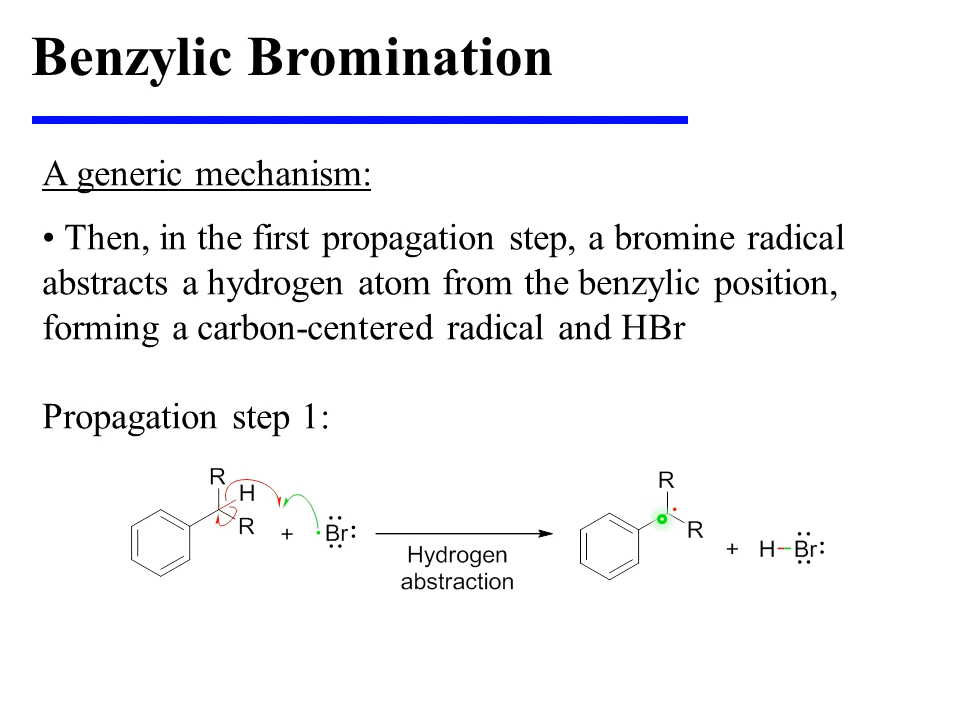 Benzylic Bromination
A generic mechanism:
• Then, in the first propagation step, a bromine radical
abstracts a hydrogen atom from the benzylic position,
forming a carbon-centered radical and HBr
Propagation step 1:
R
H
R
+
Br
Hydrogen
abstraction
R
R
+
H Br